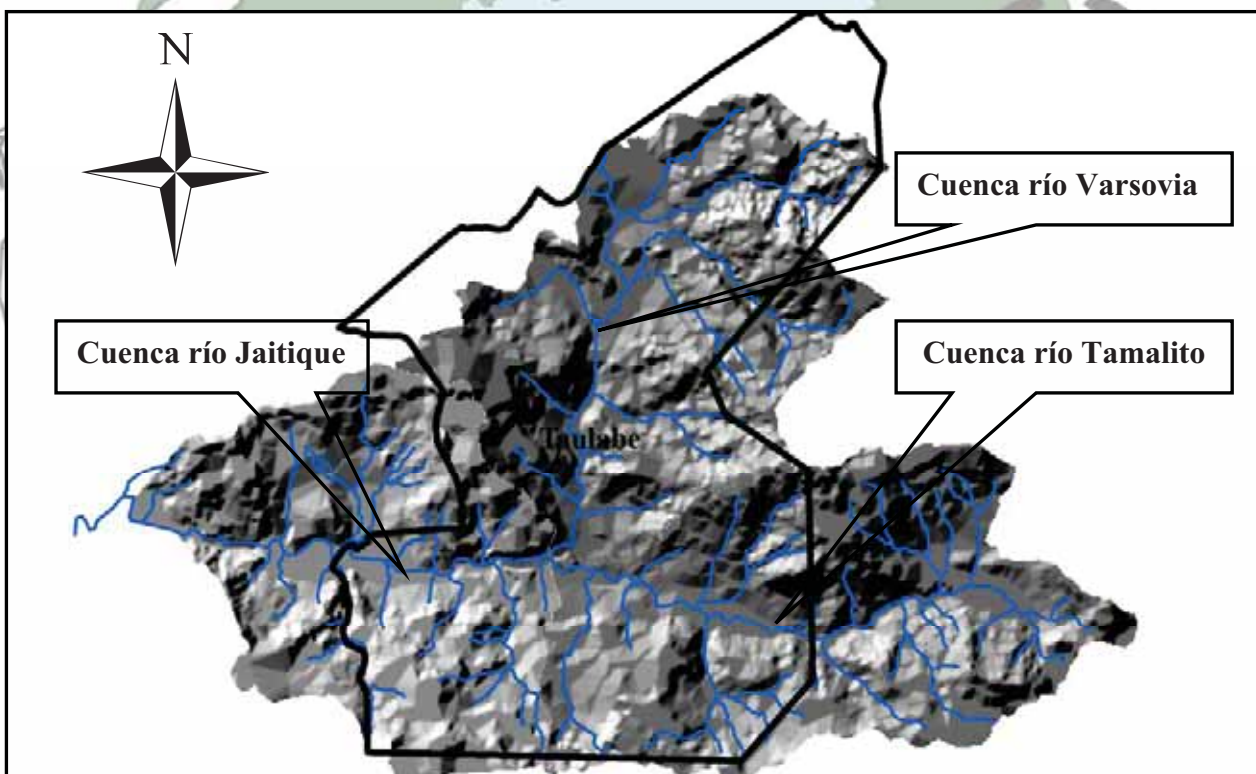 N
Cuenca río Varsovia
Cuenca río Jaitique
Cuenca río Tamalito
Taulabe